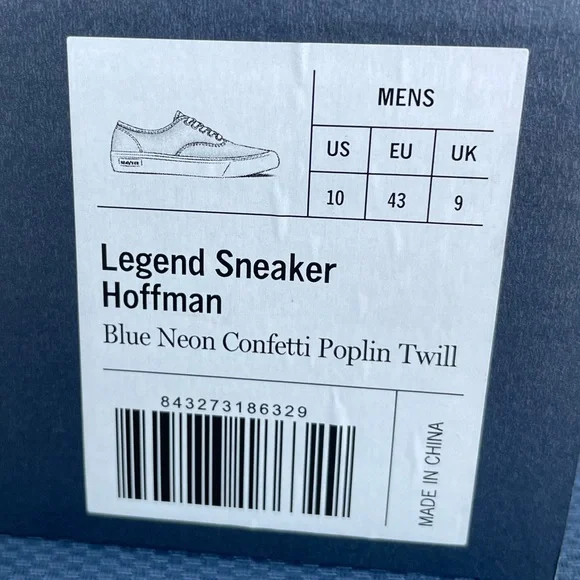 MENS
US EU UK
10 43 9
Legend Sneaker
Hoffman
Blue Neon Confetti Poplin Twill
843273186329
MADE IN CHINA